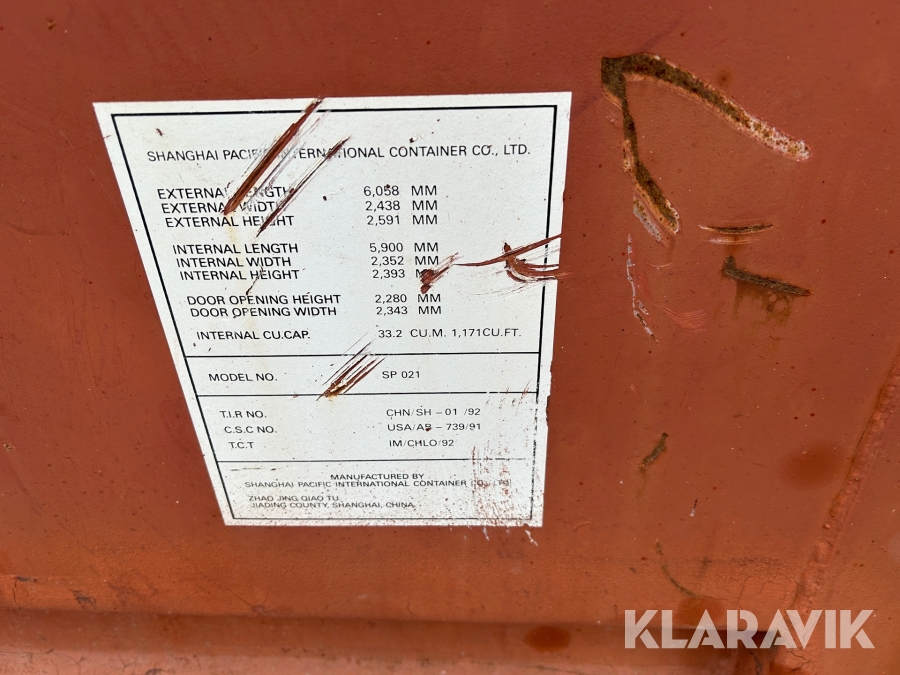 SHANGHAI PACIFIC INTERNATIONAL CONTAINER CO., LTD.
EXTERNAL LENGTH 6,058 MM
EXTERNAL WIDTH 2,438 MM
EXTERNAL HEIGHT 2,591 MM
INTERNAL LENGTH 5,900 MM
INTERNAL WIDTH 2,352 MM
INTERNAL HEIGHT 2,393 MM
DOOR OPENING HEIGHT 2,280 MM
DOOR OPENING WIDTH 2,343 MM
INTERNAL CU.CAP. 33.2 CU.M. 1,171CU.FT.
MODEL NO. SP 021
T.I.R NO. CHN/SH – 01 /92
C.S.C NO. USA/AB – 739/91
T.C.T IM/CHLO/92
MANUFACTURED BY
SHANGHAI PACIFIC INTERNATIONAL CONTAINER CO., LTD
ZHAO JING QIAO TU
JIADING COUNTY, SHANGHAI, CHINA
KLARAVIK